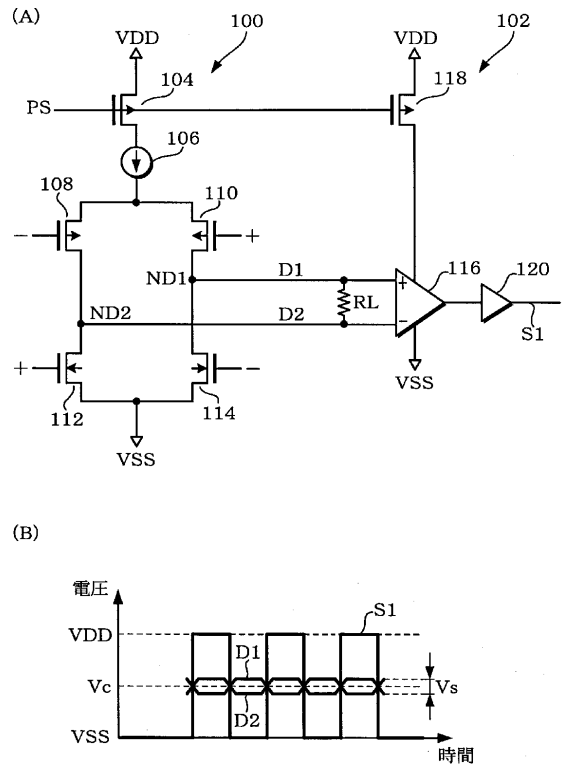 (A)
100
102
VDD
VDD
104
118
PS
106
108
110
−
+
ND1
D1
+
116
120
RL
ND2
D2
−
S1
+
−
VSS
112
114
VSS
(B)
電圧
S1
VDD
D1
Vc
Vs
D2
VSS
時間